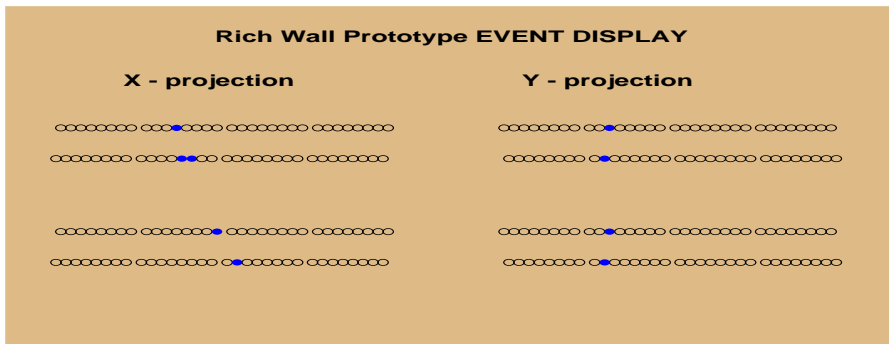 Rich Wall Prototype EVENT DISPLAY
X - projection
Y - projection